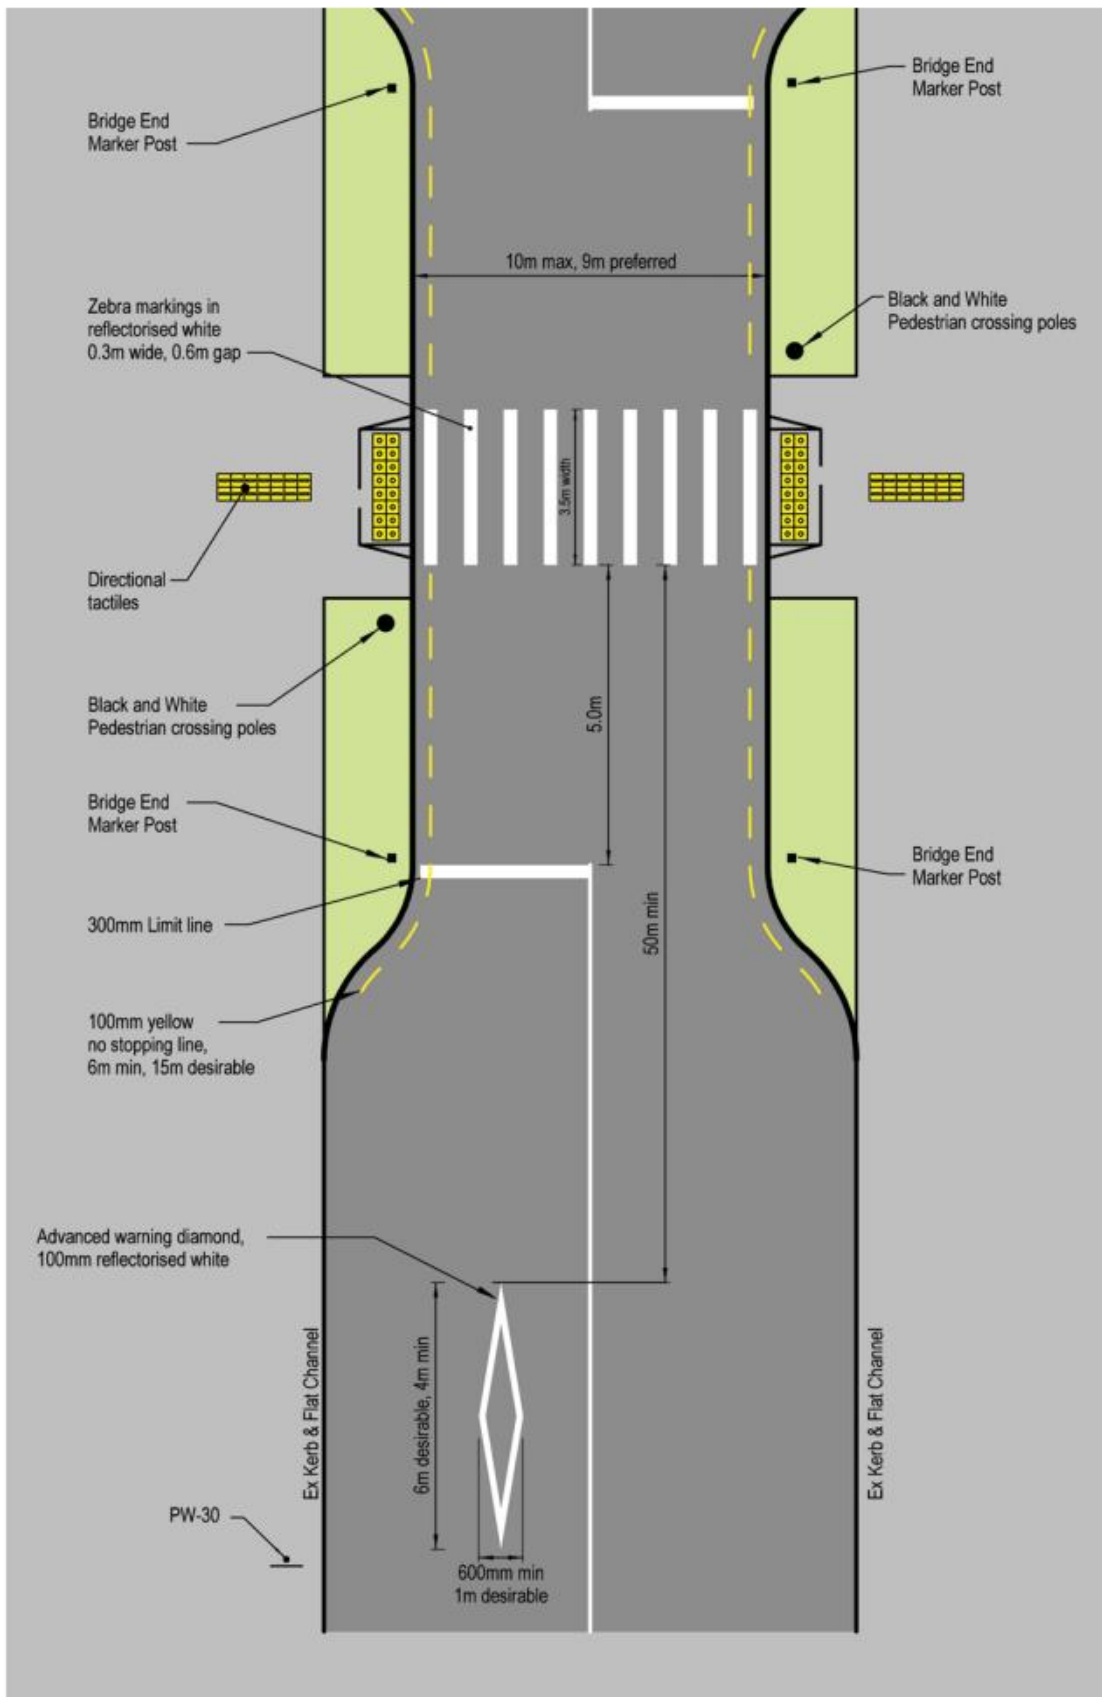 Bridge End
Marker Post
Bridge End
Marker Post
10m max, 9m preferred
Zebra markings in
reflectorised white
0.3m wide, 0.6m gap
Black and White
Pedestrian crossing poles
3.5m width
Directional
tactiles
Black and White
Pedestrian crossing poles
5.0m
Bridge End
Marker Post
Bridge End
Marker Post
300mm Limit line
50m min
100mm yellow
no stopping line,
6m min, 15m desirable
Advanced warning diamond,
100mm reflectorised white
Ex Kerb & Flat Channel
6m desirable, 4m min
Ex Kerb & Flat Channel
PW-30
600mm min
1m desirable